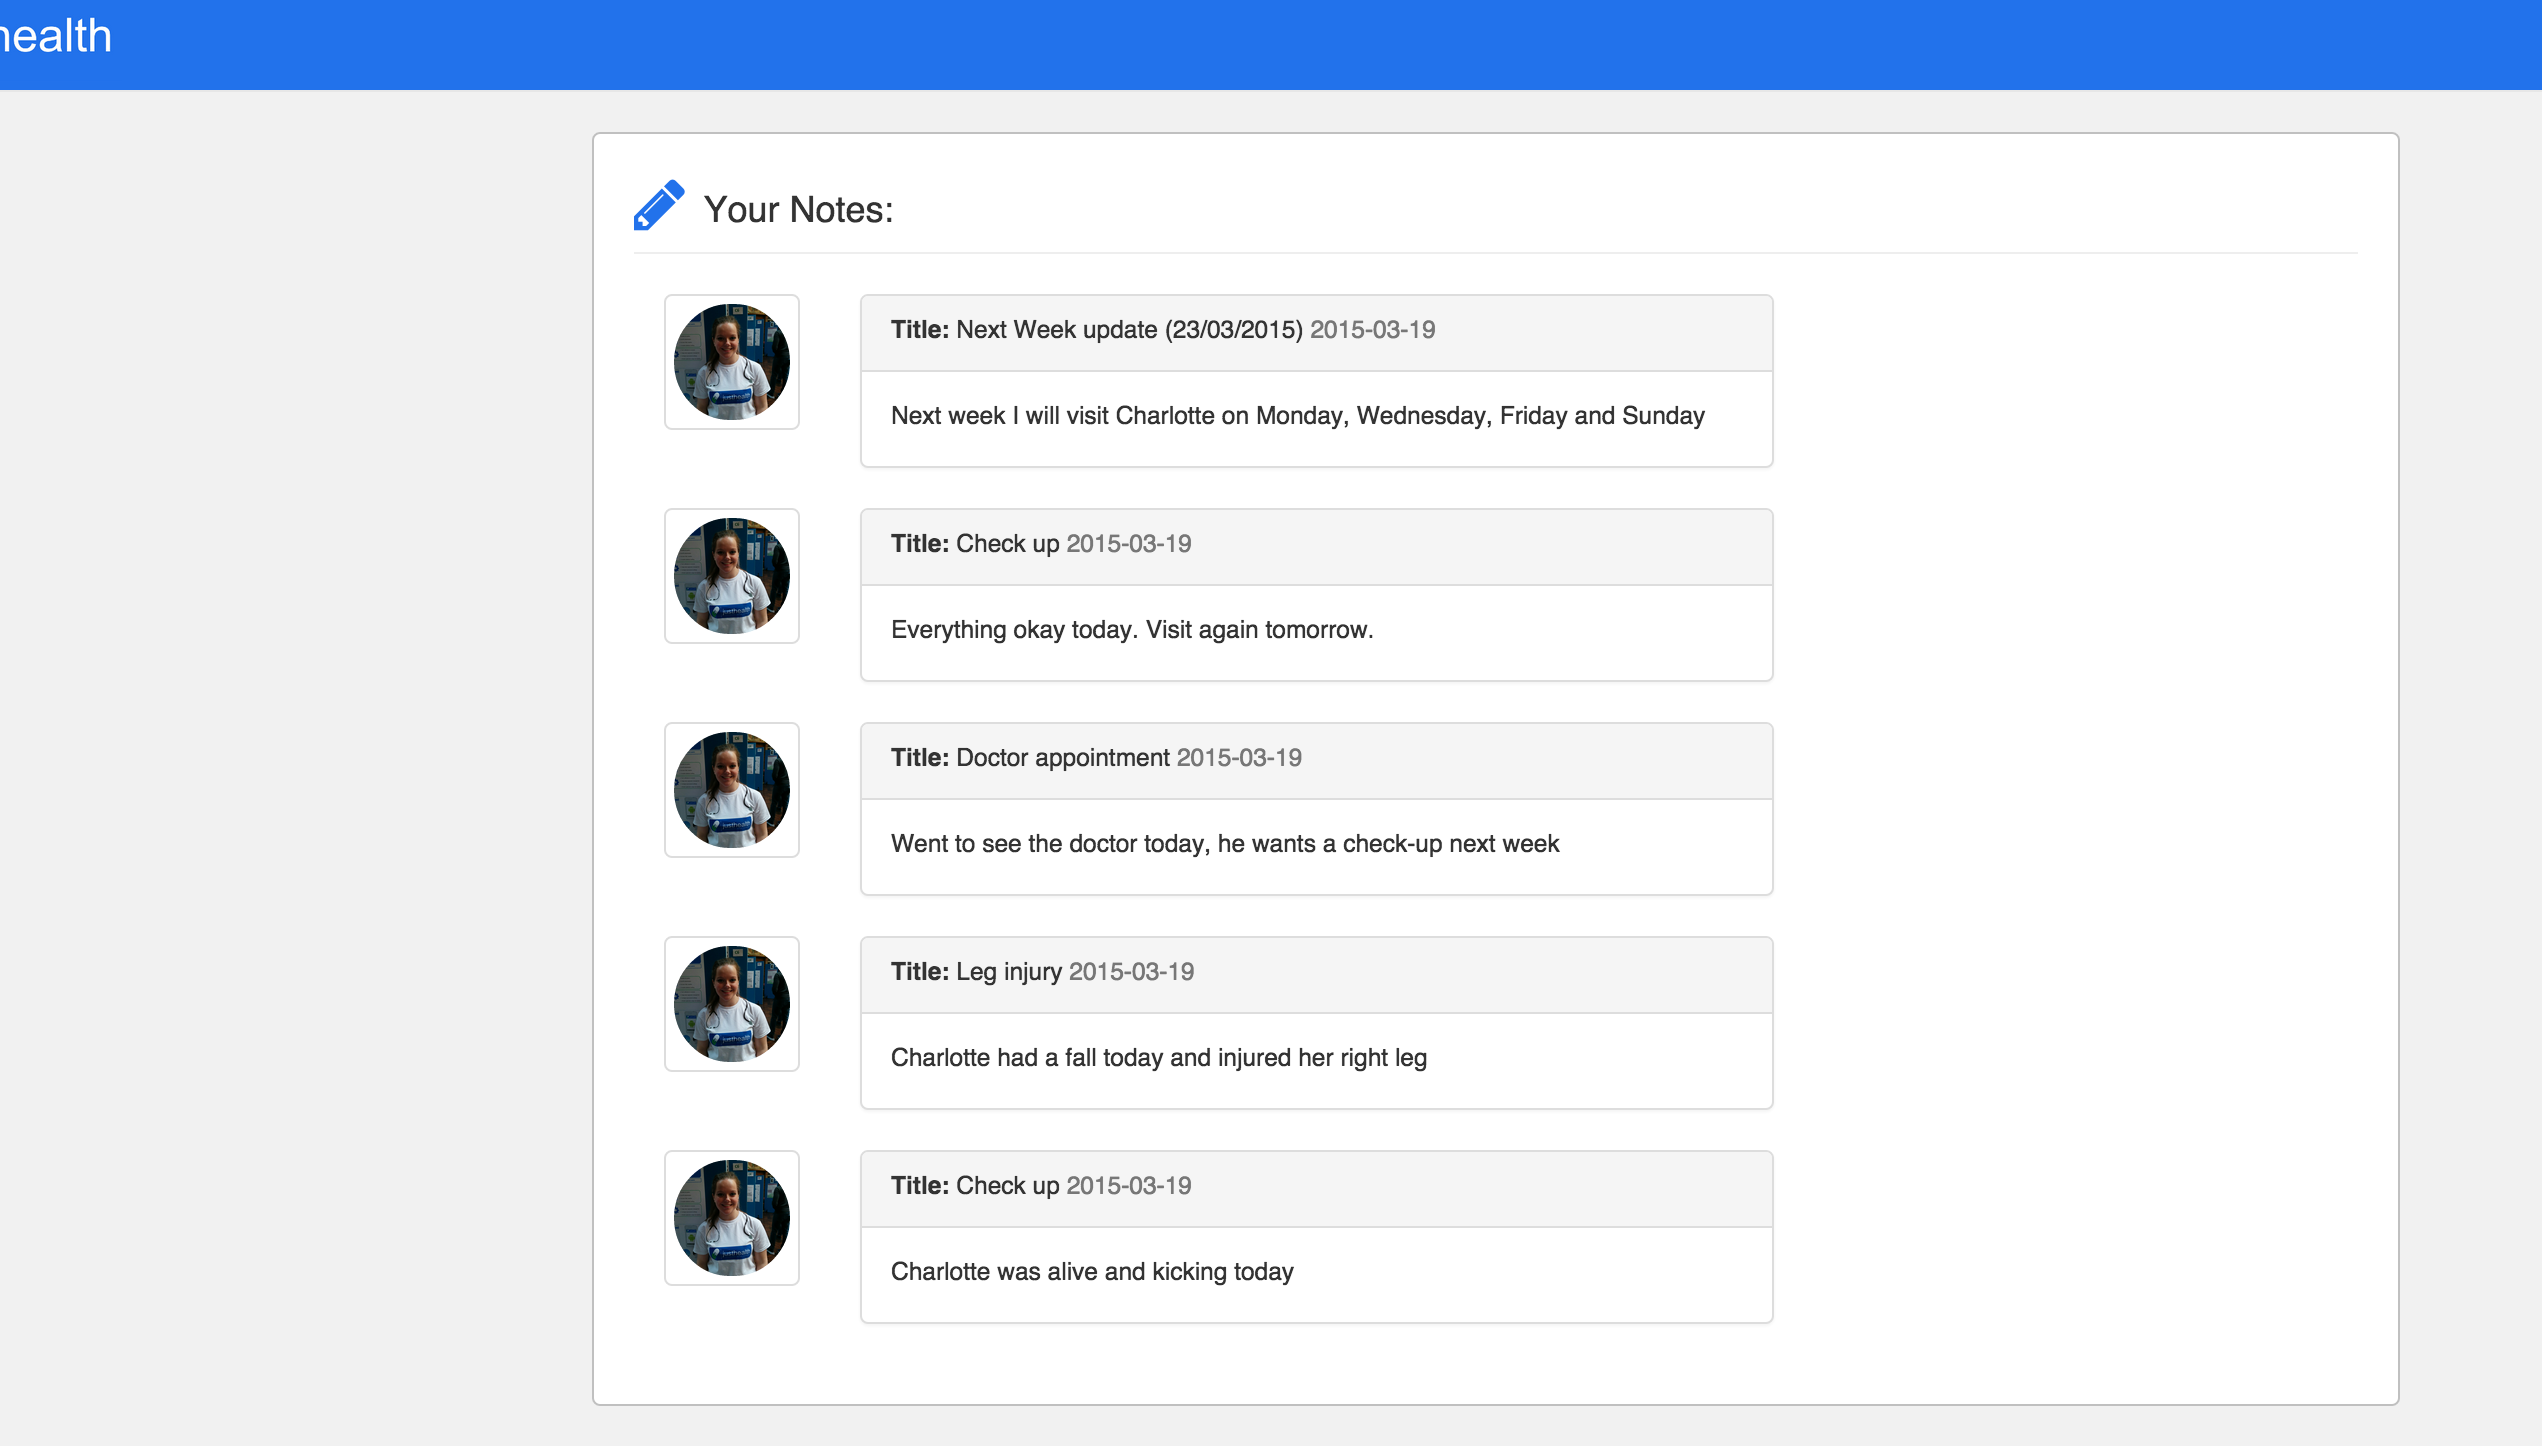 health
Your Notes:
Title: Next Week update (23/03/2015) 2015-03-19
Next week I will visit Charlotte on Monday, Wednesday, Friday and Sunday
Title: Check up 2015-03-19
Everything okay today. Visit again tomorrow.
Title: Doctor appointment 2015-03-19
Went to see the doctor today, he wants a check-up next week
Title: Leg injury 2015-03-19
Charlotte had a fall today and injured her right leg
Title: Check up 2015-03-19
Charlotte was alive and kicking today